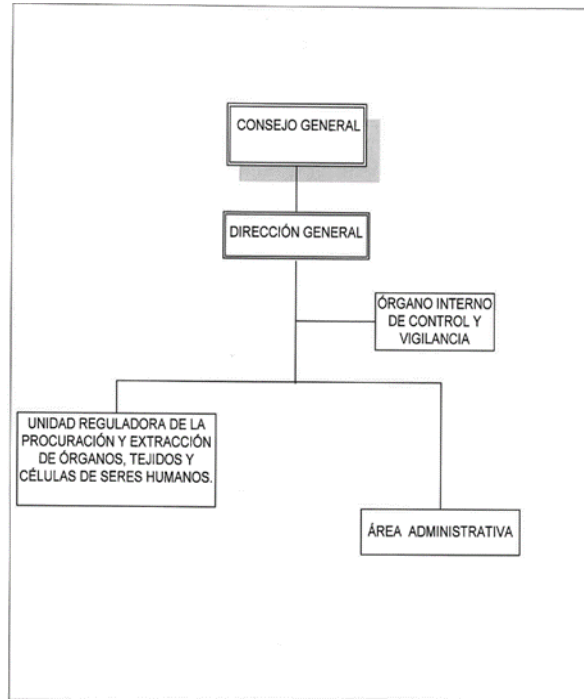 CONSEJO GENERAL
DIRECCIÓN GENERAL
ÓRGANO INTERNO
DE CONTROL Y
VIGILANCIA
UNIDAD REGULADORA DE LA
PROCURACIÓN Y EXTRACCIÓN
DE ÓRGANOS, TEJIDOS Y
CÉLULAS DE SERES HUMANOS.
ÁREA ADMINISTRATIVA